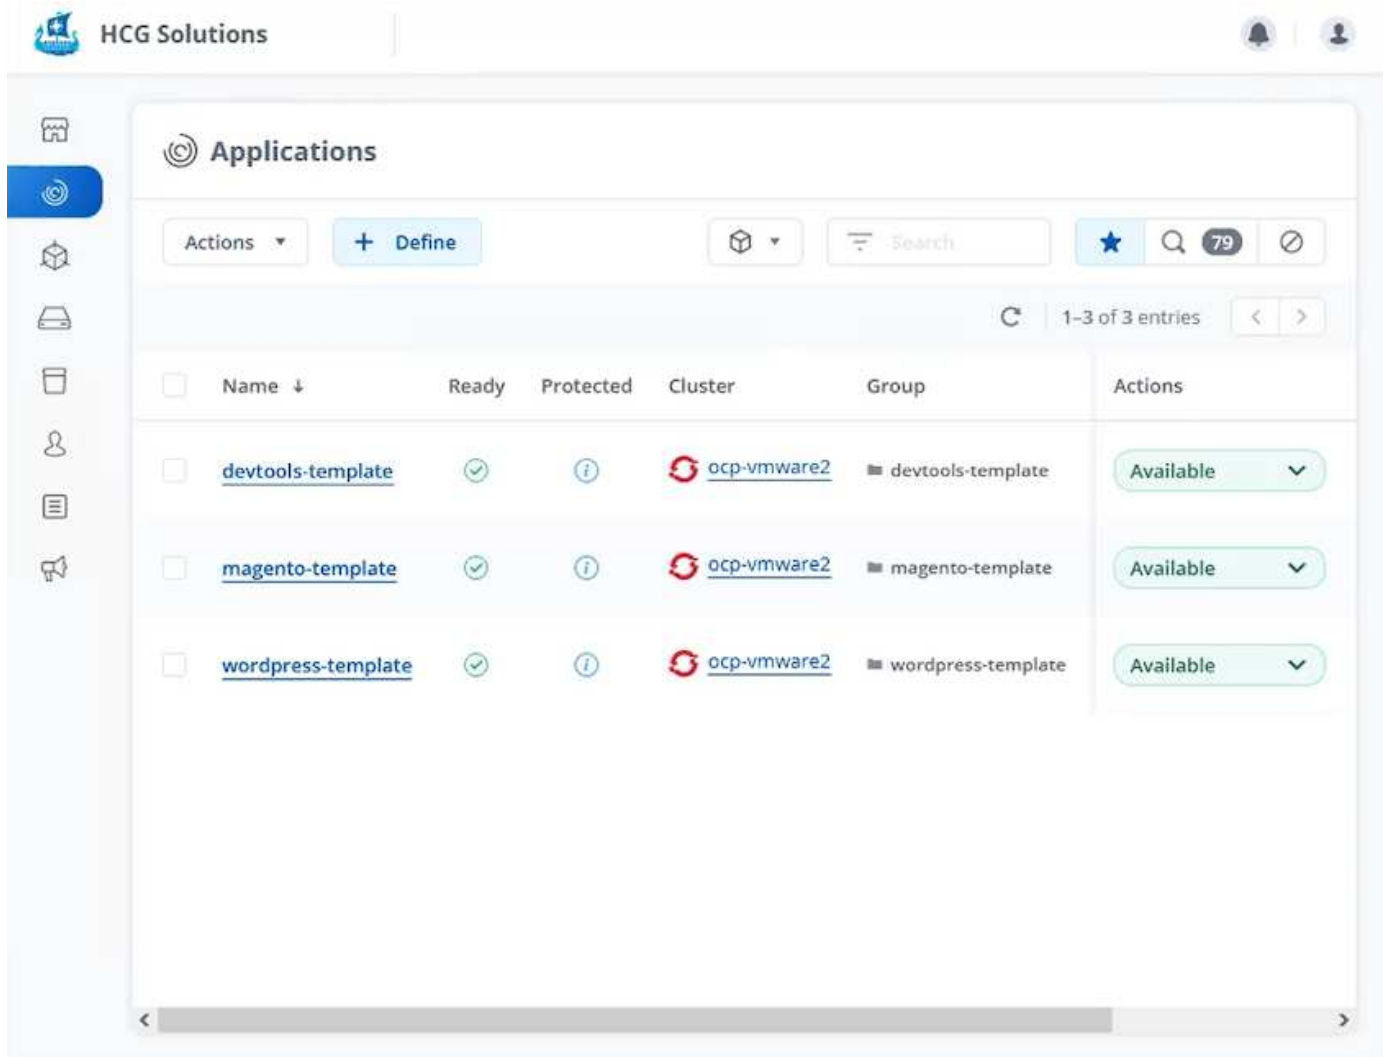 HCG Solutions
Applications
Actions
+ Define
Search
79
1–3 of 3 entries
Name ↓ Ready Protected Cluster Group Actions
devtools-template ocp-vmware2 devtools-template Available
magento-template ocp-vmware2 magento-template Available
wordpress-template ocp-vmware2 wordpress-template Available